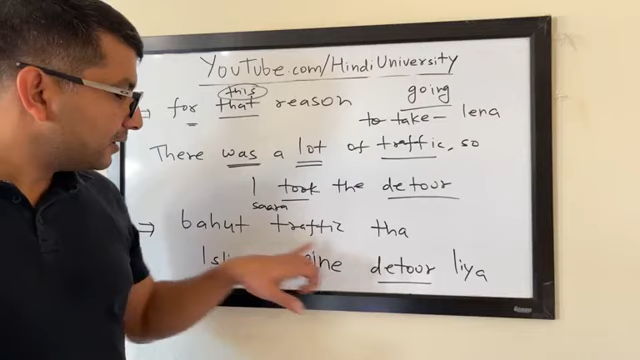 YouTube.com/HindiUniversity
this going
⇒ for that reason to take – lena
There was a lot of traffic, so
I took the detour
saara
⇒ bahut traffic tha
detour liya